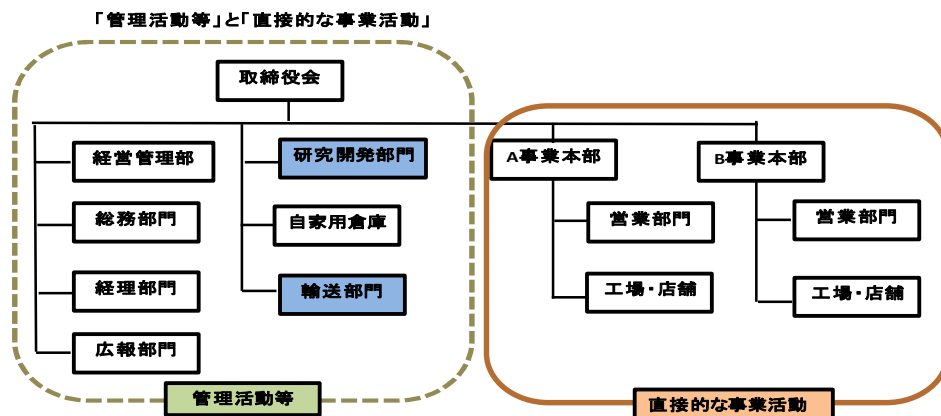 「管理活動等」と「直接的な事業活動」
取締役会
経営管理部
総務部門
経理部門
広報部門
研究開発部門
自家用倉庫
輸送部門
A事業本部
営業部門
工場・店舗
B事業本部
営業部門
工場・店舗
管理活動等
直接的な事業活動